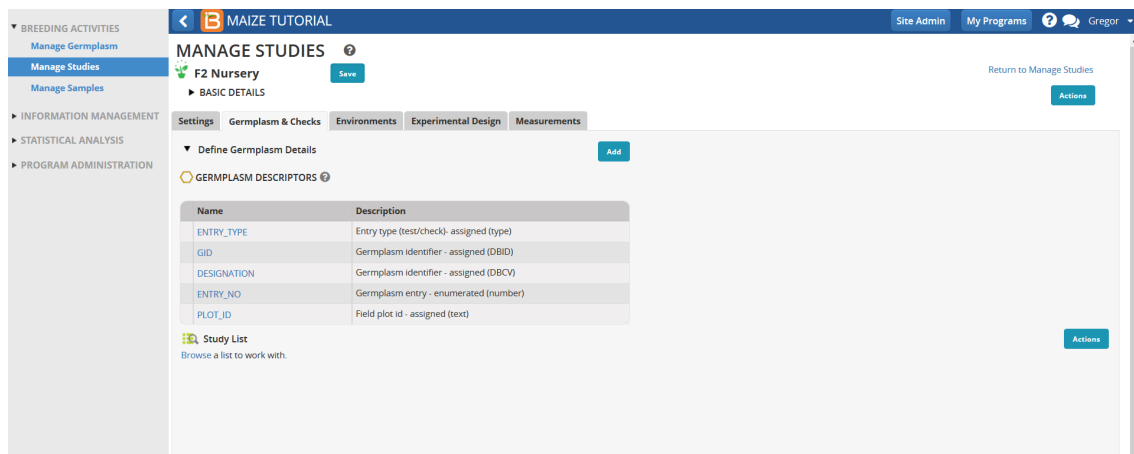 BREEDING ACTIVITIES
Manage Germplasm
Manage Studies
Manage Samples
INFORMATION MANAGEMENT
STATISTICAL ANALYSIS
PROGRAM ADMINISTRATION
MAIZE TUTORIAL
Site Admin My Programs ? Gregor
MANAGE STUDIES ?
F2 Nursery Save
Return to Manage Studies
BASIC DETAILS
Actions
Settings Germplasm & Checks Environments Experimental Design Measurements
Define Germplasm Details Add
GERMPLASM DESCRIPTORS ?
Name Description
ENTRY_TYPE Entry type (test/check)- assigned (type)
GID Germplasm identifier - assigned (DBID)
DESIGNATION Germplasm identifier - assigned (DBCV)
ENTRY_NO Germplasm entry - enumerated (number)
PLOT_ID Field plot id - assigned (text)
Study List Actions
Browse a list to work with.